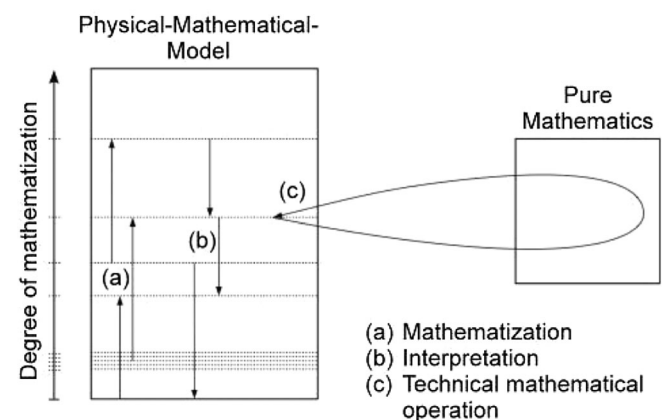 Physical-Mathematical-
Model
Pure
Mathematics
Degree of mathematization
(c)
(b)
(a)
(a) Mathematization
(b) Interpretation
(c) Technical mathematical
operation